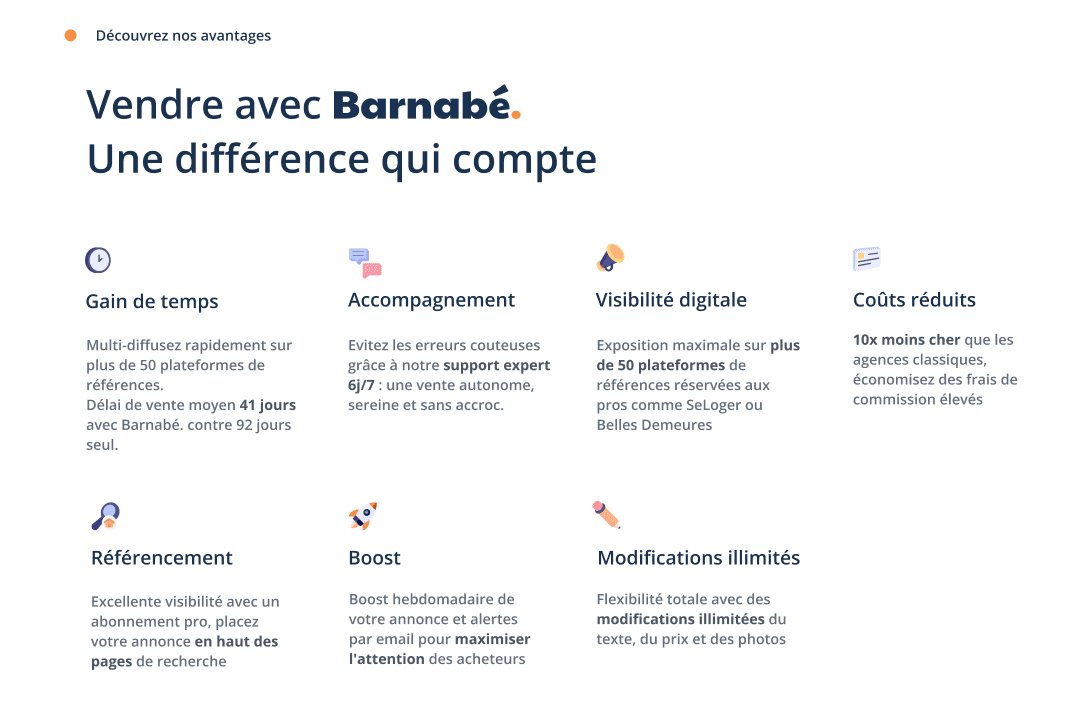 Découvrez nos avantages
Vendre avec Barnabé.
Une différence qui compte
Gain de temps
Multi-diffusez rapidement sur
plus de 50 plateformes de
références.
Délai de vente moyen 41 jours
avec Barnabé. contre 92 jours
seul.
Accompagnement
Evitez les erreurs couteuses
grâce à notre support expert
6j/7 : une vente autonome,
sereine et sans accroc.
Visibilité digitale
Exposition maximale sur plus
de 50 plateformes de
références réservées aux
pros comme SeLoger ou
Belles Demeures
Coûts réduits
10x moins cher que les
agences classiques,
économisez des frais de
commission élevés
Référencement
Excellente visibilité avec un
abonnement pro, placez
votre annonce en haut des
pages de recherche
Boost
Boost hebdomadaire de
votre annonce et alertes
par email pour maximiser
l'attention des acheteurs
Modifications illimités
Flexibilité totale avec des
modifications illimitées du
texte, du prix et des photos